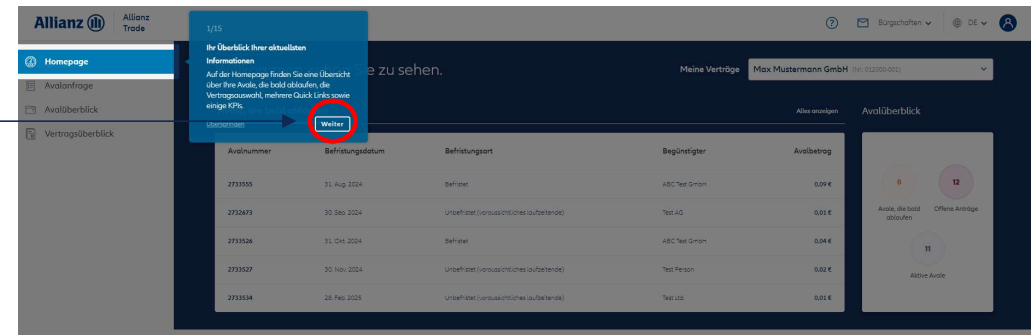 Allianz
Allianz
Trade
Bürgschaften
DE
Homepage
Avalanfrage
Avalüberblick
Vertragsüberblick
1/15
Ihr Überblick Ihrer aktuellsten
Informationen
Auf der Homepage finden Sie eine Übersicht
über Ihre Avale, die bald ablaufen, die
Vertragsauswahl, mehrere Quick Links sowie
einige KPIs.
Überspringen
Weiter
e zu sehen.
Meine Verträge
Max Mustermann GmbH (Nr. 012000-001)
Alles anzeigen
Avalüberblick
Avalnummer Befristungsdatum Befristungsart Begünstigter Avalbetrag
2733555 31. Aug. 2024 Befristet ABC Test GmbH 0,09 €
2732673 30. Sep. 2024 Unbefristet (voraussichtliches laufzeitende) Test AG 0,01 €
2733526 31. Okt. 2024 Befristet ABC Test GmbH 0,04 €
2733527 30. Nov. 2024 Unbefristet (voraussichtliches laufzeitende) Test Person 0,02 €
2733534 28. Feb. 2025 Unbefristet (voraussichtliches laufzeitende) Test Ltd 0,01 €
12
Avale, die bald
ablaufen
Offene Anträge
11
Aktive Avale